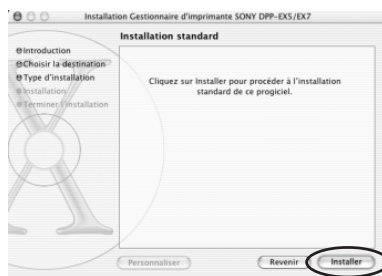 Installation Gestionnaire d'imprimante SONY DPP-EX5/EX7
Installation standard
Introduction
Choisir la destination
Type d'installation
Installation
Terminer l'installation
Cliquez sur Installer pour procéder à l'installation
standard de ce progiciel.
Personnaliser
Revenir
Installer